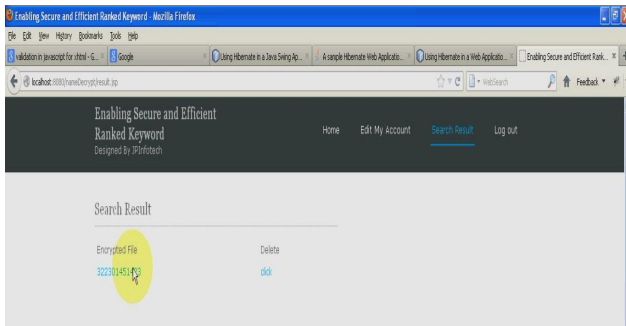 Enabling Secure and Efficient Ranked Keyword - Mozilla Firefox
File Edit View History Bookmarks Tools Help
validation in javascript for xhtml - G... Google Using Hibernate in a Java Swing Ap... A sample Hibernate Web Applicatio... Using Hibernate in a Web Applicatio... Enabling Secure and Efficient Rank...
localhost:8080/nameDecrypt/result.jsp WebSearch Feedback
Enabling Secure and Efficient
Ranked Keyword
Designed By JPInfotech
Home Edit My Account Search Result Log out
Search Result
Encrypted File Delete
click